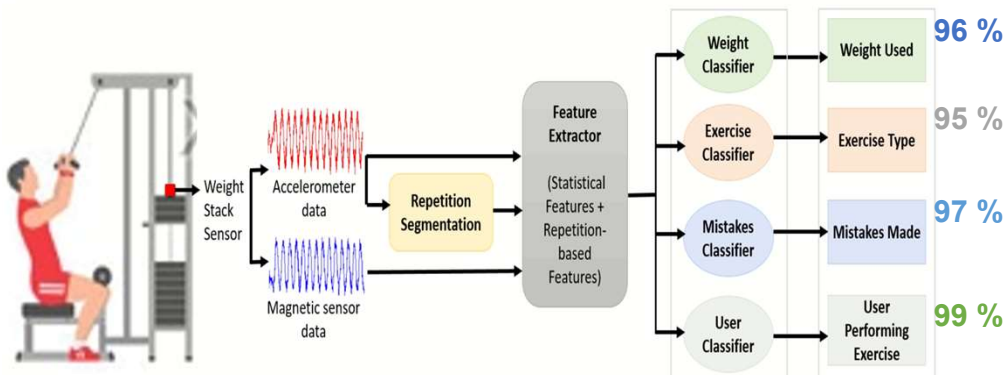 Weight
Stack
Sensor
Accelerometer
data
Repetition
Segmentation
Magnetic sensor
data
Feature
Extractor
(Statistical
Features +
Repetition-
based
Features)
Weight
Classifier
Weight Used
96 %
Exercise
Classifier
Exercise Type
95 %
Mistakes
Classifier
Mistakes Made
97 %
User
Classifier
User
Performing
Exercise
99 %